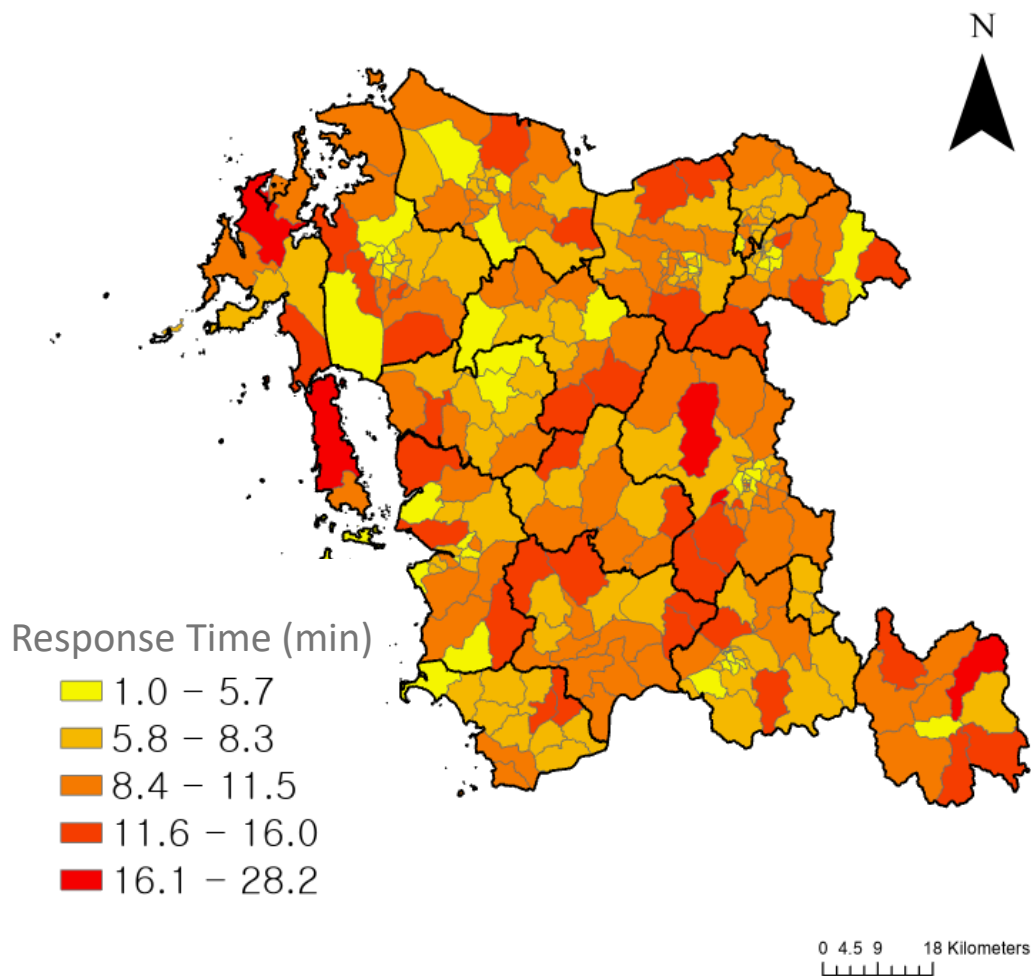 N
Response Time (min)
1.0 – 5.7
5.8 – 8.3
8.4 – 11.5
11.6 – 16.0
16.1 – 28.2
0 4.5 9 18 Kilometers